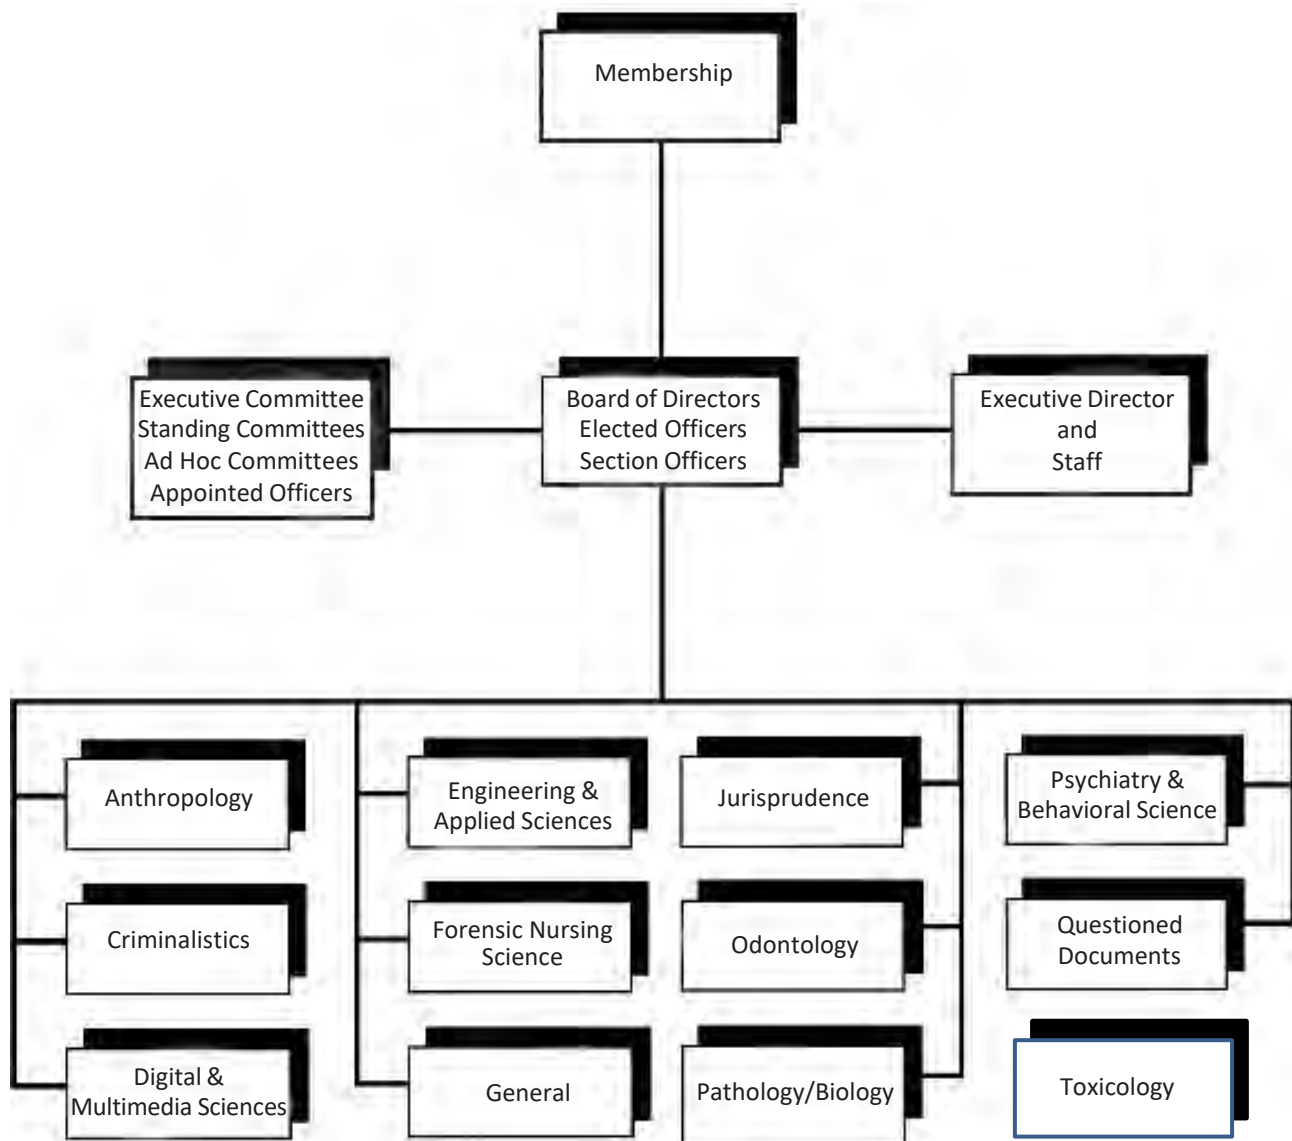 Membership
Executive Committee
Standing Committees
Ad Hoc Committees
Appointed Officers
Board of Directors
Elected Officers
Section Officers
Executive Director
and
Staff
Anthropology
Engineering &
Applied Sciences
Jurisprudence
Psychiatry &
Behavioral Science
Criminalistics
Forensic Nursing
Science
Odontology
Questioned
Documents
Digital &
Multimedia Sciences
General
Pathology/Biology
Toxicology